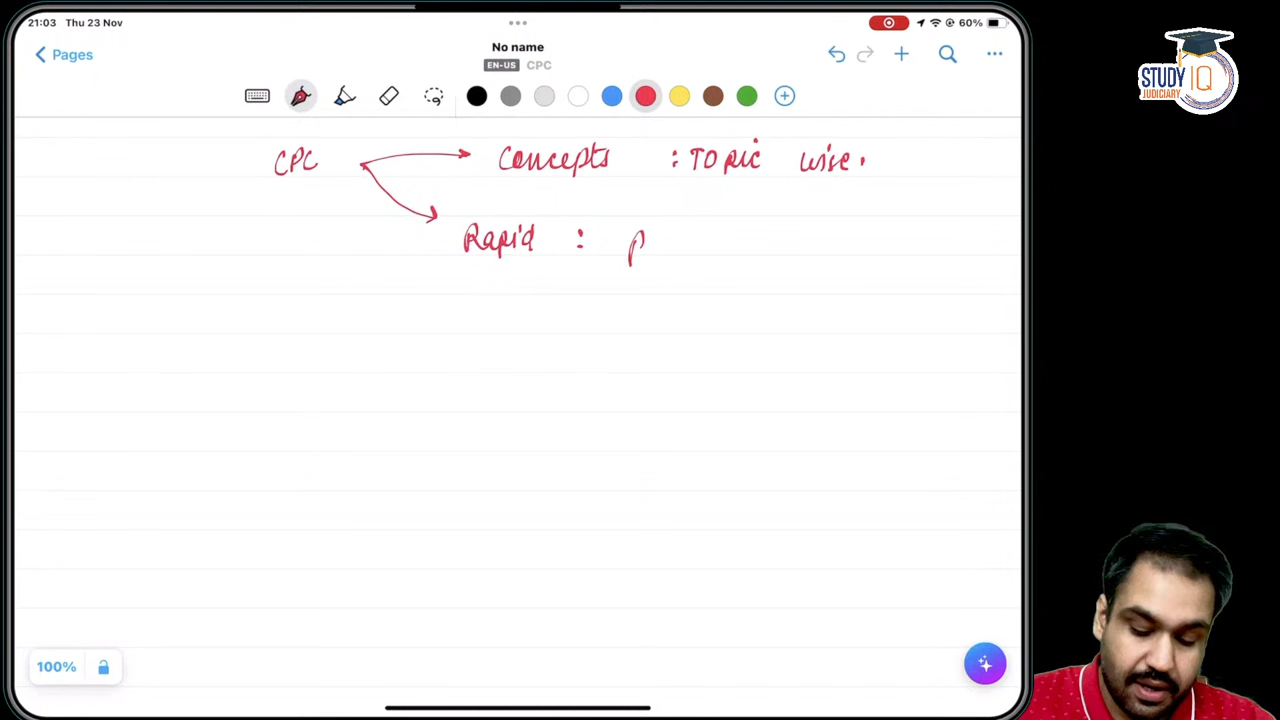 21:03 Thu 23 Nov
60%
Pages
No name
EN-US CPC
STUDY IQ
JUDICIARY
CPC Concepts : Topic wise.
Rapid : P
100%